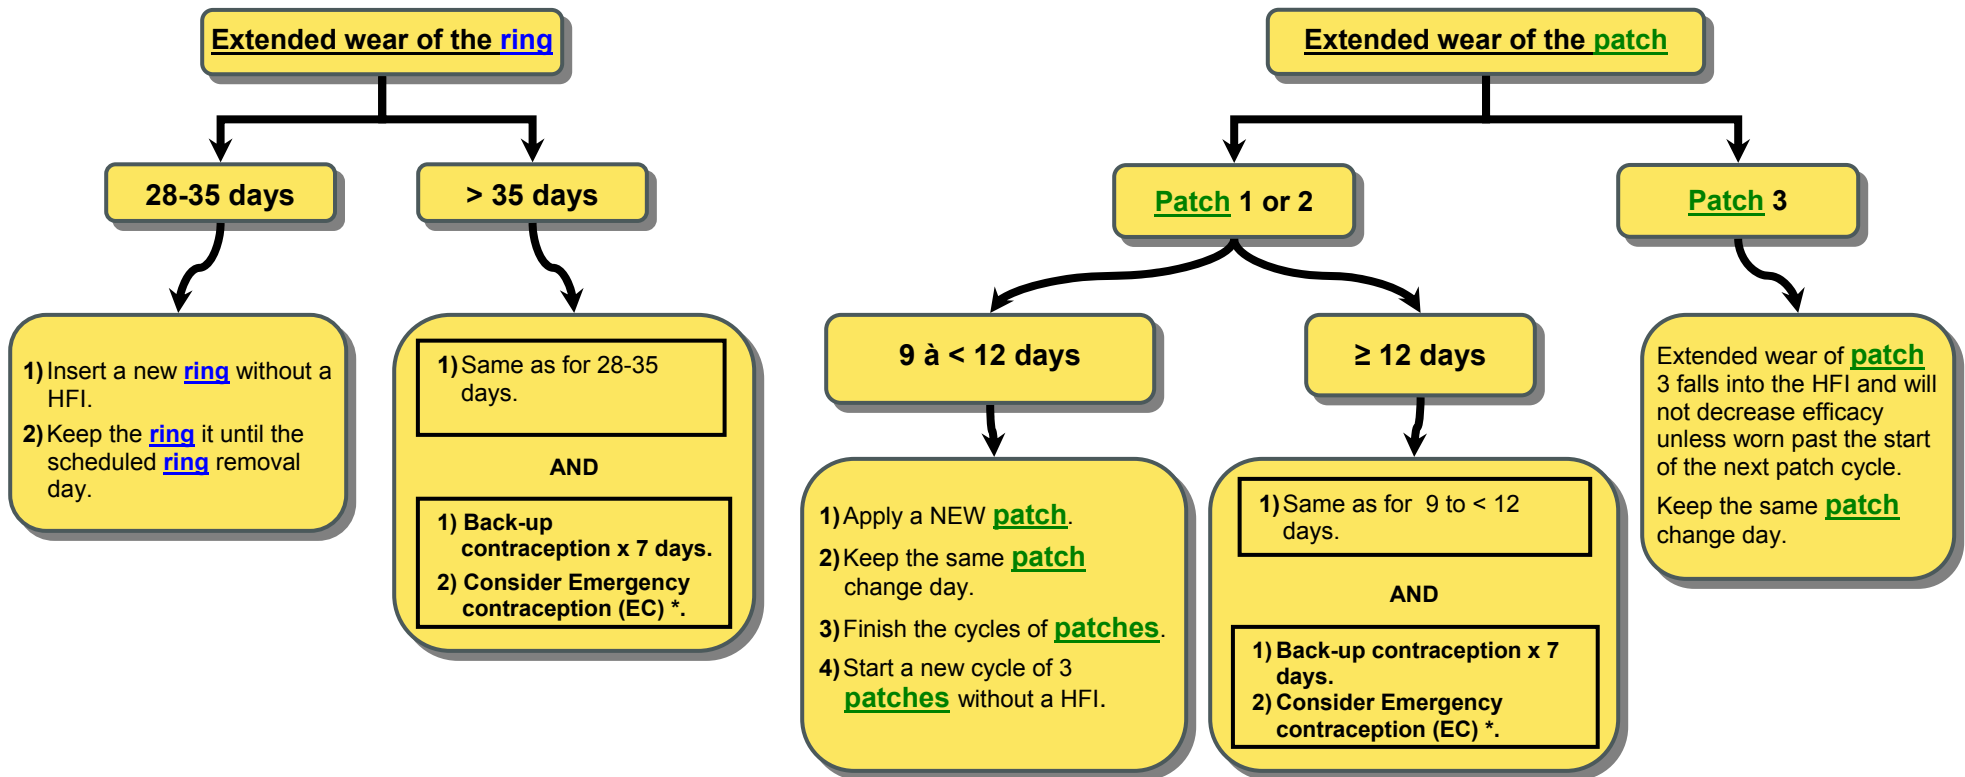 Extended wear of the ring
28-35 days
> 35 days
1) Insert a new ring without a
HFI.
2) Keep the ring it until the
scheduled ring removal
day.
1) Same as for 28-35
days.
AND
1) Back-up
contraception x 7 days.
2) Consider Emergency
contraception (EC) *.
Extended wear of the patch
Patch 1 or 2
Patch 3
9 à < 12 days
≥ 12 days
1) Apply a NEW patch.
2) Keep the same patch
change day.
3) Finish the cycles of patches.
4) Start a new cycle of 3
patches without a HFI.
1) Same as for 9 to < 12
days.
AND
1) Back-up contraception x 7
days.
2) Consider Emergency
contraception (EC) *.
Extended wear of patch
3 falls into the HFI and will
not decrease efficacy
unless worn past the start
of the next patch cycle.
Keep the same patch
change day.